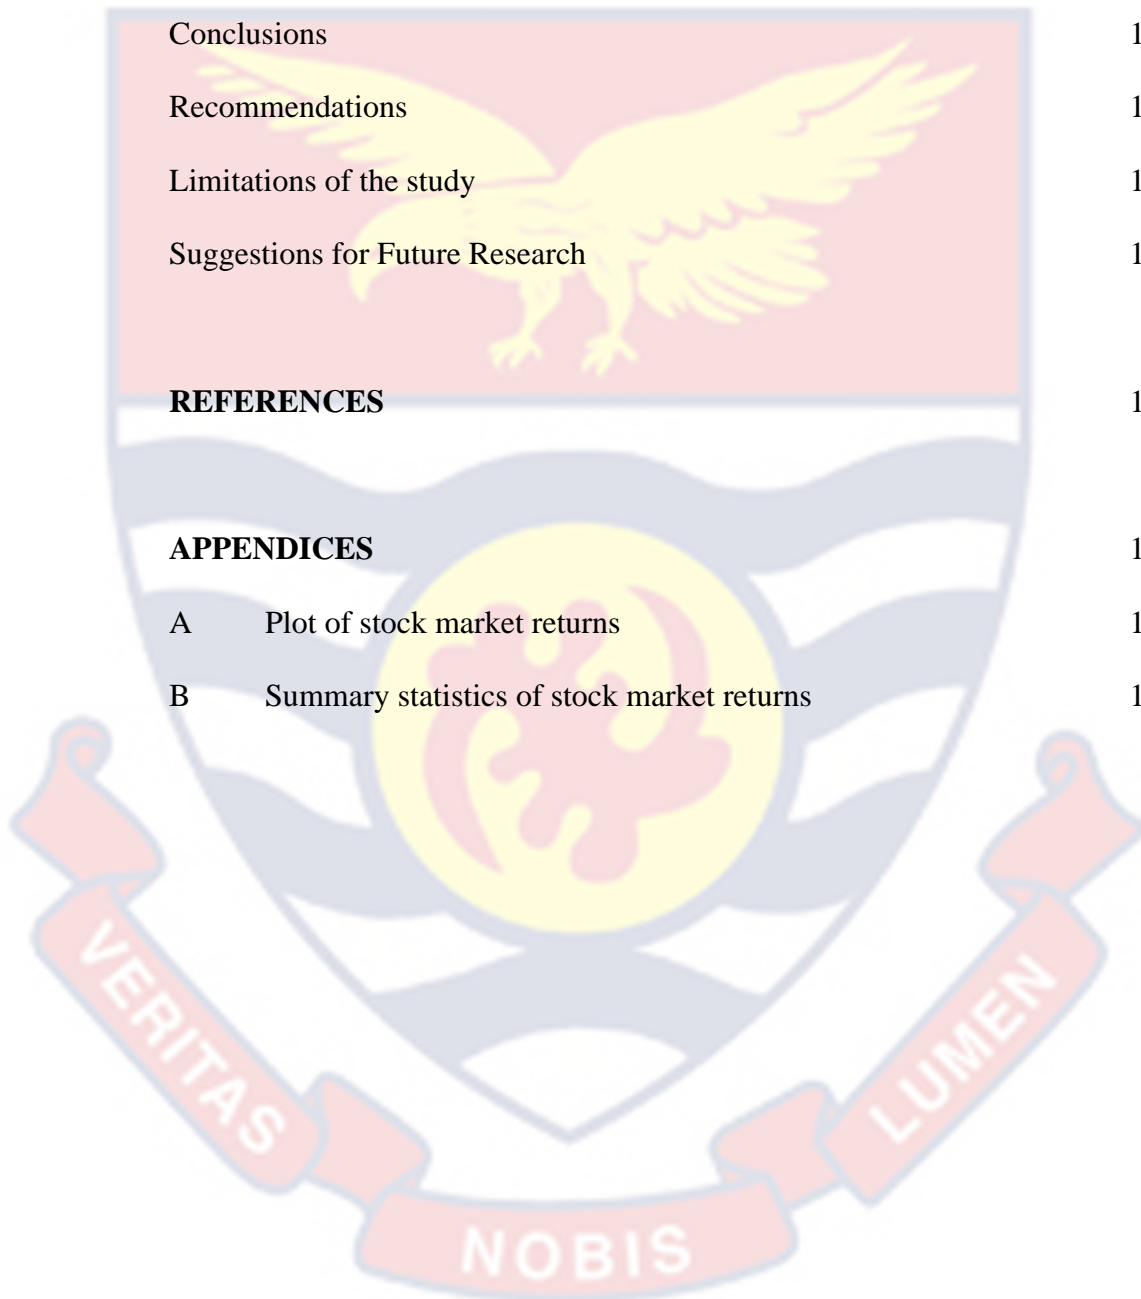 Conclusions 1
Recommendations 1
Limitations of the study 1
Suggestions for Future Research 1
REFERENCES 1
APPENDICES 1
A Plot of stock market returns 1
B Summary statistics of stock market returns 1
VERITAS
NOBIS
LUMEN